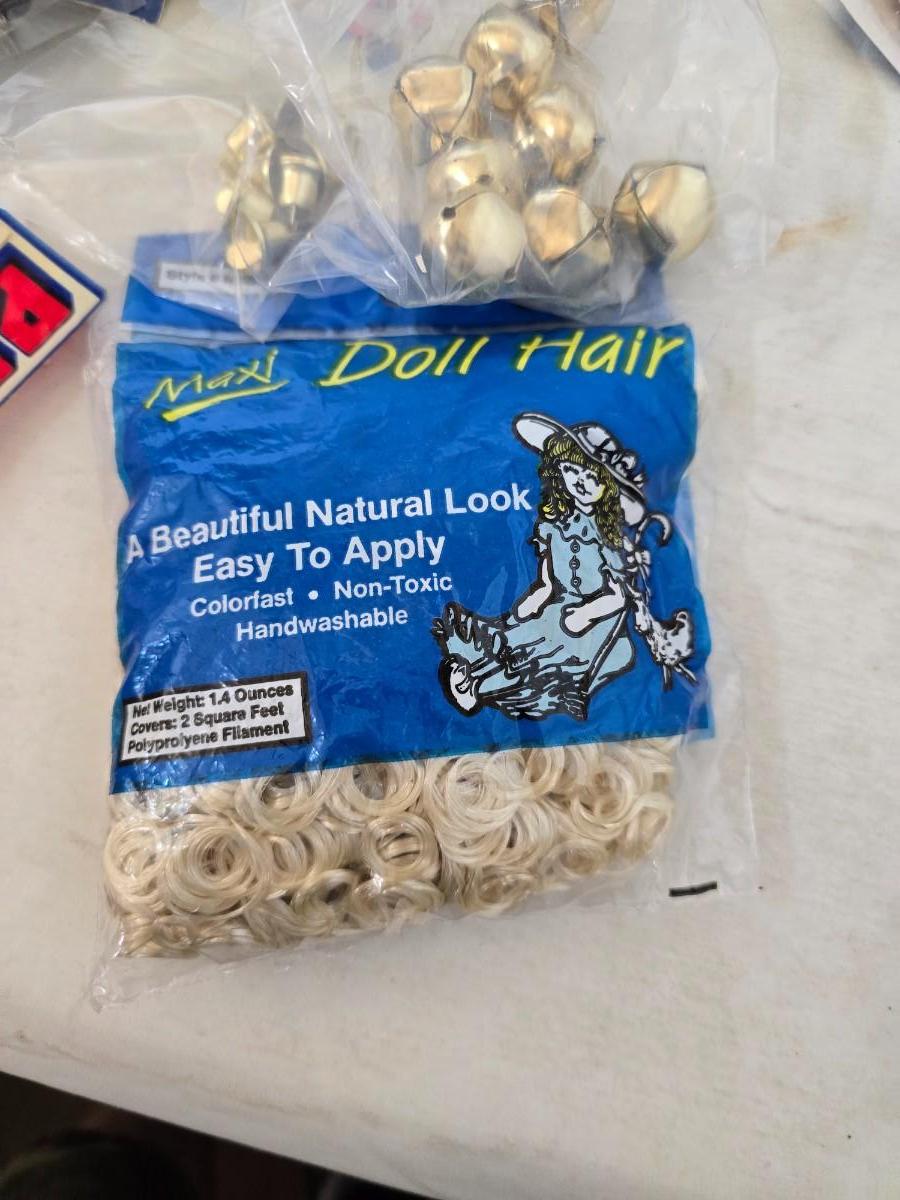 Style
Maxi Doll Hair
A Beautiful Natural Look
Easy To Apply
Colorfast • Non-Toxic
Handwashable
Net Weight: 1.4 Ounces
Covers: 2 Square Feet
Polyprolyene Filament